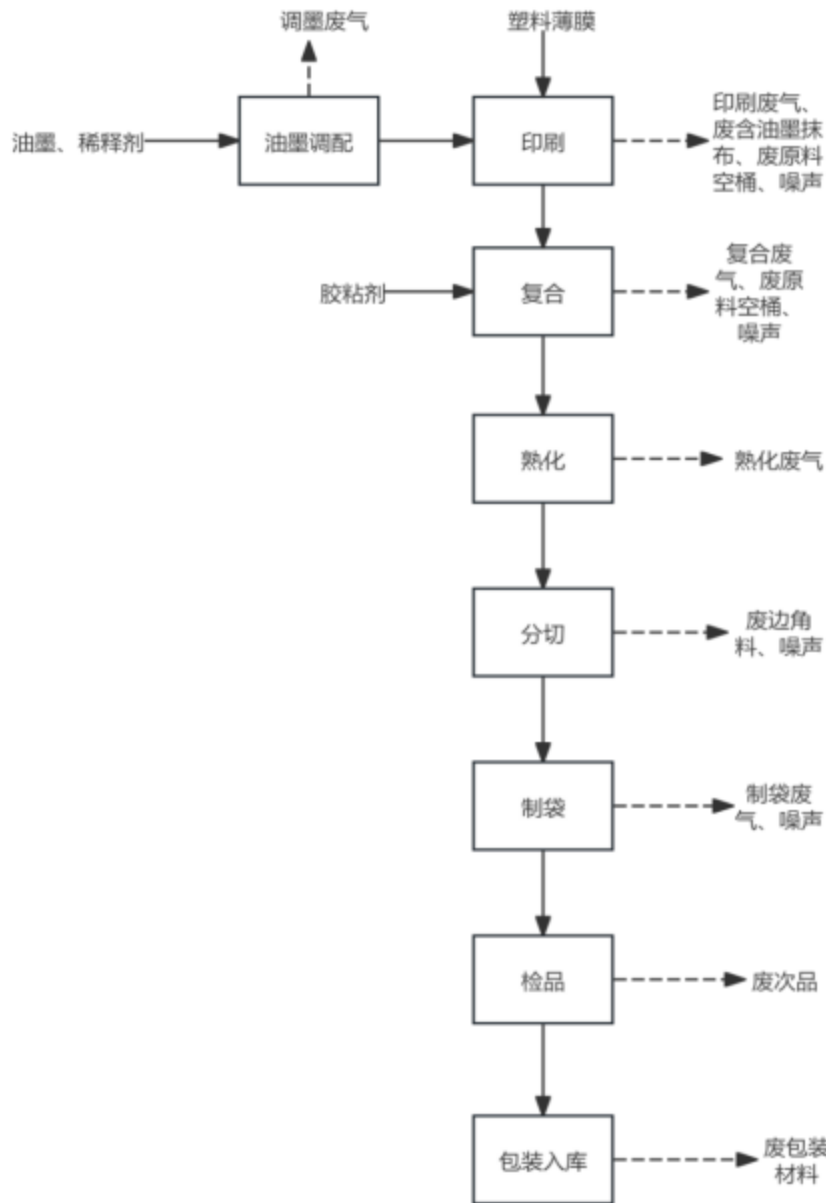 调墨废气
塑料薄膜
油墨、稀释剂
油墨调配
印刷
印刷废气、
废含油墨抹
布、废原料
空桶、噪声
胶粘剂
复合
复合废
气、废原
料空桶、
噪声
熟化
熟化废气
分切
废边角
料、噪声
制袋
制袋废
气、噪声
检品
废次品
包装入库
废包装
材料